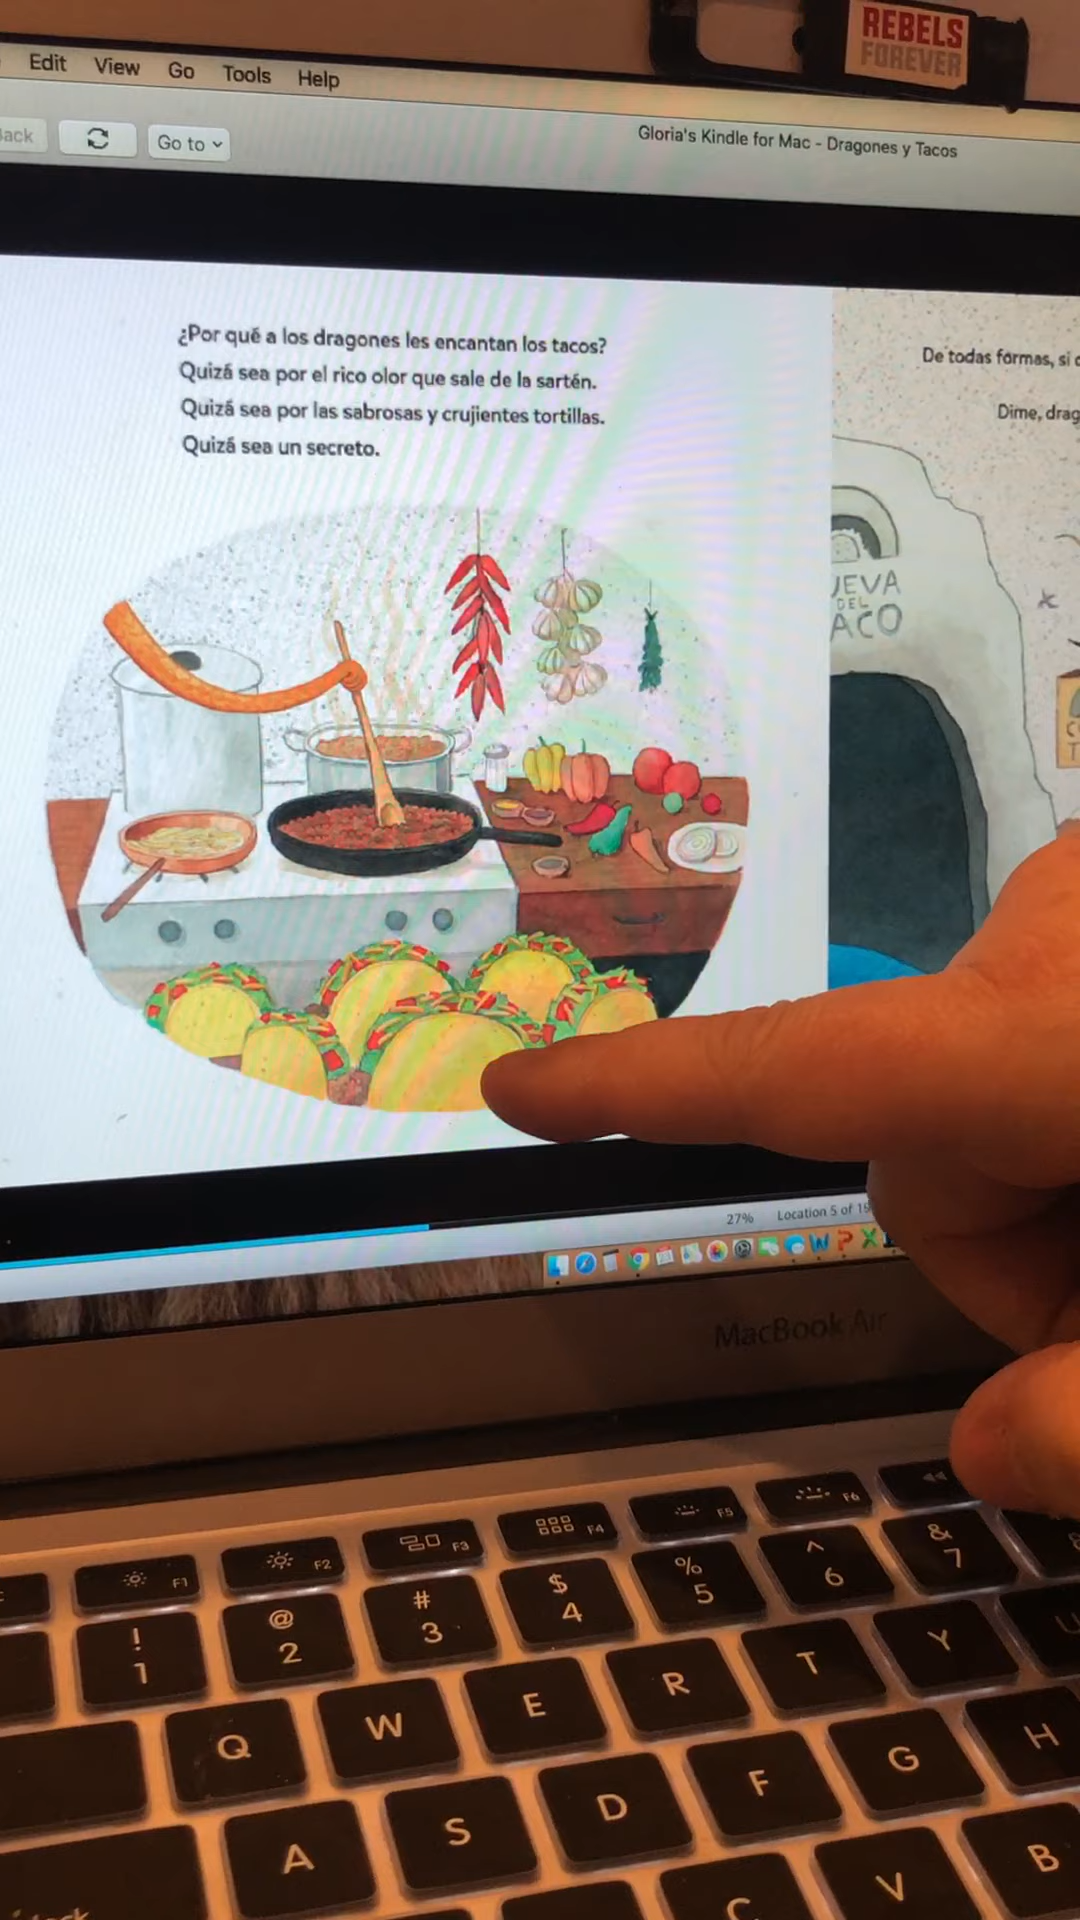 REBELS
FOREVER
Edit View Go Tools Help
Go to
Gloria's Kindle for Mac - Dragones y Tacos
¿Por qué a los dragones les encantan los tacos?
Quizá sea por el rico olor que sale de la sartén.
Quizá sea por las sabrosas y crujientes tortillas.
Quizá sea un secreto.
De todas formas, si
Dime,
DEL
27% Location 5 of
MacBook Air
F1 F2 F3 F4 F5 F6
! @ # $ % ^ &
1 2 3 4 5 6 7
Q W E R T Y
A S D F G H
C V B